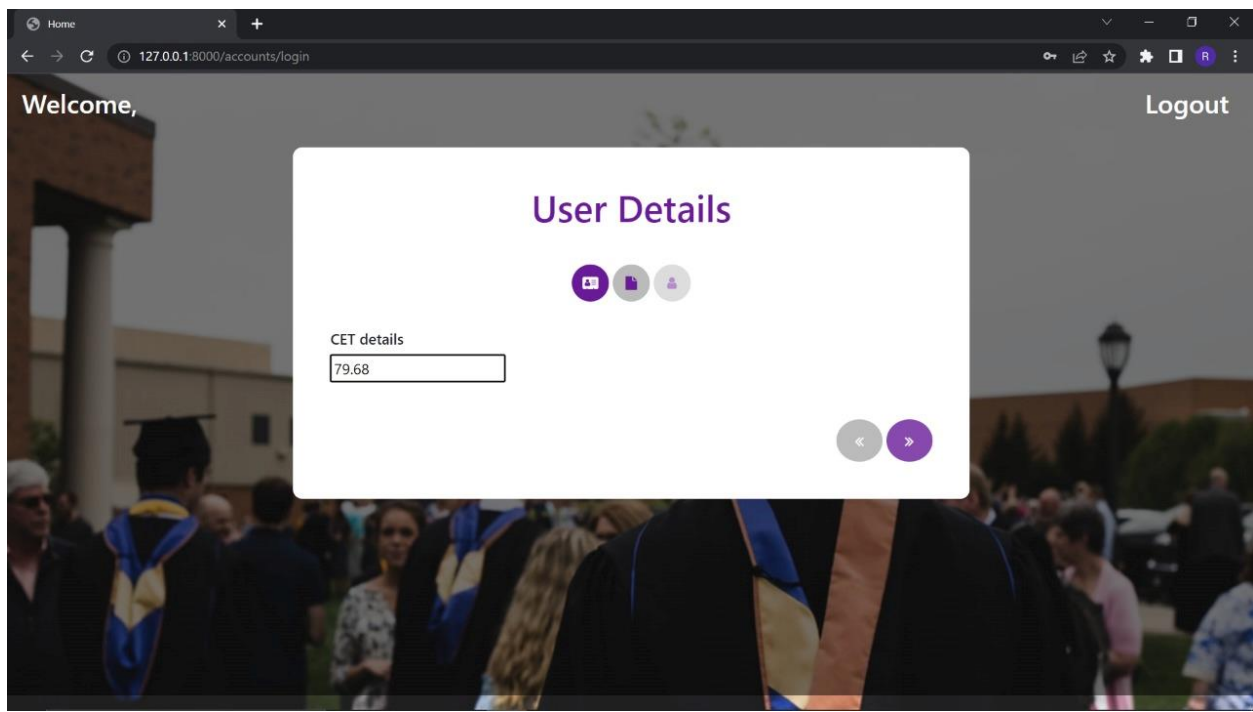 Home
127.0.0.1:8000/accounts/login
R
Welcome,
Logout
User Details
CET details
79.68
« »